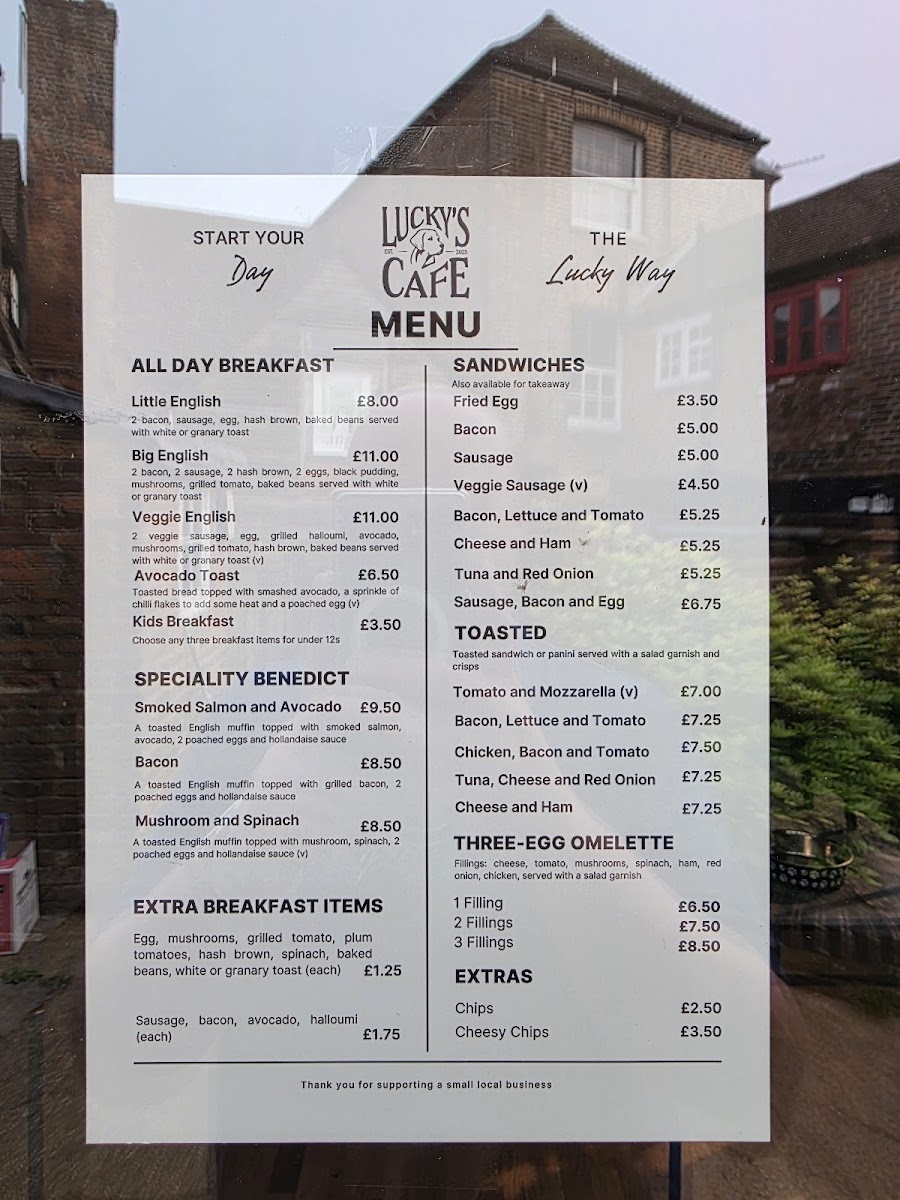 START YOUR
Day
LUCKY'S
EST. 2025
CAFE
THE
Lucky Way
MENU
ALL DAY BREAKFAST
Little English £8.00
2 bacon, sausage, egg, hash brown, baked beans served
with white or granary toast
Big English £11.00
2 bacon, 2 sausage, 2 hash brown, 2 eggs, black pudding,
mushrooms, grilled tomato, baked beans served with white
or granary toast
Veggie English £11.00
2 veggie sausage, egg, grilled halloumi, avocado,
mushrooms, grilled tomato, hash brown, baked beans served
with white or granary toast (v)
Avocado Toast £6.50
Toasted bread topped with smashed avocado, a sprinkle of
chilli flakes to add some heat and a poached egg (v)
Kids Breakfast £3.50
Choose any three breakfast items for under 12s
SPECIALITY BENEDICT
Smoked Salmon and Avocado £9.50
A toasted English muffin topped with smoked salmon,
avocado, 2 poached eggs and hollandaise sauce
Bacon £8.50
A toasted English muffin topped with grilled bacon, 2
poached eggs and hollandaise sauce
Mushroom and Spinach £8.50
A toasted English muffin topped with mushroom, spinach, 2
poached eggs and hollandaise sauce (v)
EXTRA BREAKFAST ITEMS
Egg, mushrooms, grilled tomato, plum
tomatoes, hash brown, spinach, baked
beans, white or granary toast (each) £1.25
Sausage, bacon, avocado, halloumi
(each) £1.75
SANDWICHES
Also available for takeaway
Fried Egg £3.50
Bacon £5.00
Sausage £5.00
Veggie Sausage (v) £4.50
Bacon, Lettuce and Tomato £5.25
Cheese and Ham £5.25
Tuna and Red Onion £5.25
Sausage, Bacon and Egg £6.75
TOASTED
Toasted sandwich or panini served with a salad garnish and
crisps
Tomato and Mozzarella (v) £7.00
Bacon, Lettuce and Tomato £7.25
Chicken, Bacon and Tomato £7.50
Tuna, Cheese and Red Onion £7.25
Cheese and Ham £7.25
THREE-EGG OMELETTE
Fillings: cheese, tomato, mushrooms, spinach, ham, red
onion, chicken, served with a salad garnish
1 Filling £6.50
2 Fillings £7.50
3 Fillings £8.50
EXTRAS
Chips £2.50
Cheesy Chips £3.50
Thank you for supporting a small local business